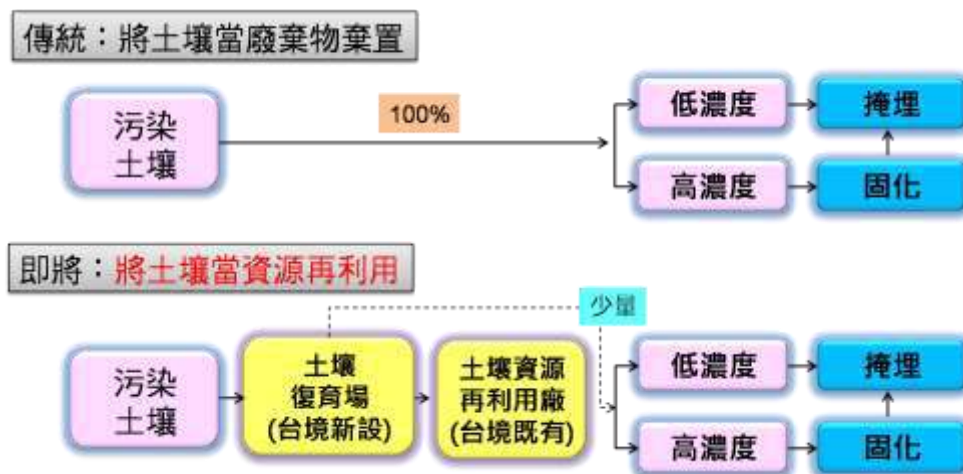 傳統：將土壤當廢棄物棄置
污染
土壤
100%
低濃度
掩埋
高濃度
固化
即將：將土壤當資源再利用
少量
污染
土壤
土壤
復育場
(台境新設)
土壤資源
再利用廠
(台境既有)
低濃度
掩埋
高濃度
固化